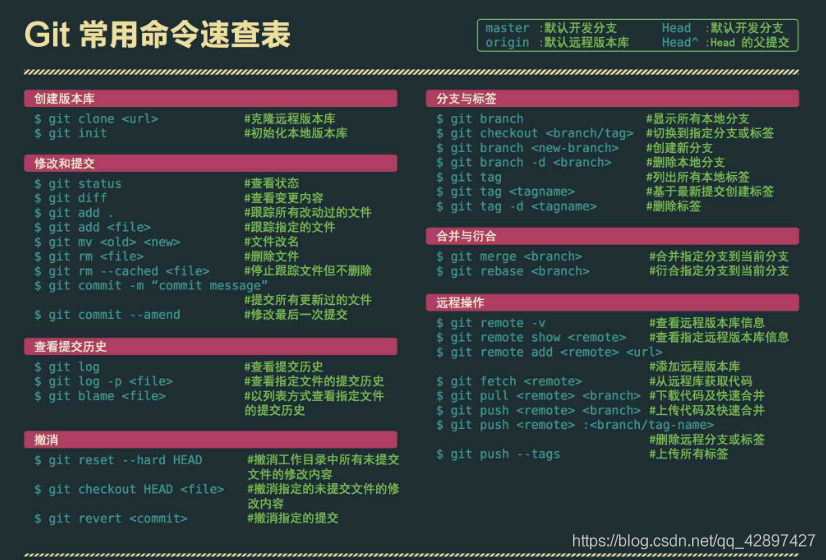 Git 常用命令速查表
master :默认开发分支 Head :默认开发分支
origin :默认远程版本库 Head^ :Head 的父提交
创建版本库
$ git clone <url> #克隆远程版本库
$ git init #初始化本地版本库
修改和提交
$ git status #查看状态
$ git diff #查看变更内容
$ git add . #跟踪所有改动过的文件
$ git add <file> #跟踪指定的文件
$ git mv <old> <new> #文件改名
$ git rm <file> #删除文件
$ git rm --cached <file> #停止跟踪文件但不删除
$ git commit -m “commit message”
#提交所有更新过的文件
$ git commit --amend #修改最后一次提交
查看提交历史
$ git log #查看提交历史
$ git log -p <file> #查看指定文件的提交历史
$ git blame <file> #以列表方式查看指定文件
的提交历史
撤消
$ git reset --hard HEAD #撤消工作目录中所有未提交
文件的修改内容
$ git checkout HEAD <file> #撤消指定的未提交文件的修
改内容
$ git revert <commit> #撤消指定的提交
分支与标签
$ git branch #显示所有本地分支
$ git checkout <branch/tag> #切换到指定分支或标签
$ git branch <new-branch> #创建新分支
$ git branch -d <branch> #删除本地分支
$ git tag #列出所有本地标签
$ git tag <tagname> #基于最新提交创建标签
$ git tag -d <tagname> #删除标签
合并与衍合
$ git merge <branch> #合并指定分支到当前分支
$ git rebase <branch> #衍合指定分支到当前分支
远程操作
$ git remote -v #查看远程版本库信息
$ git remote show <remote> #查看指定远程版本库信息
$ git remote add <remote> <url>
#添加远程版本库
$ git fetch <remote> #从远程库获取代码
$ git pull <remote> <branch> #下载代码及快速合并
$ git push <remote> <branch> #上传代码及快速合并
$ git push <remote> :<branch/tag-name>
#删除远程分支或标签
$ git push --tags #上传所有标签
https://blog.csdn.net/qq_42897427